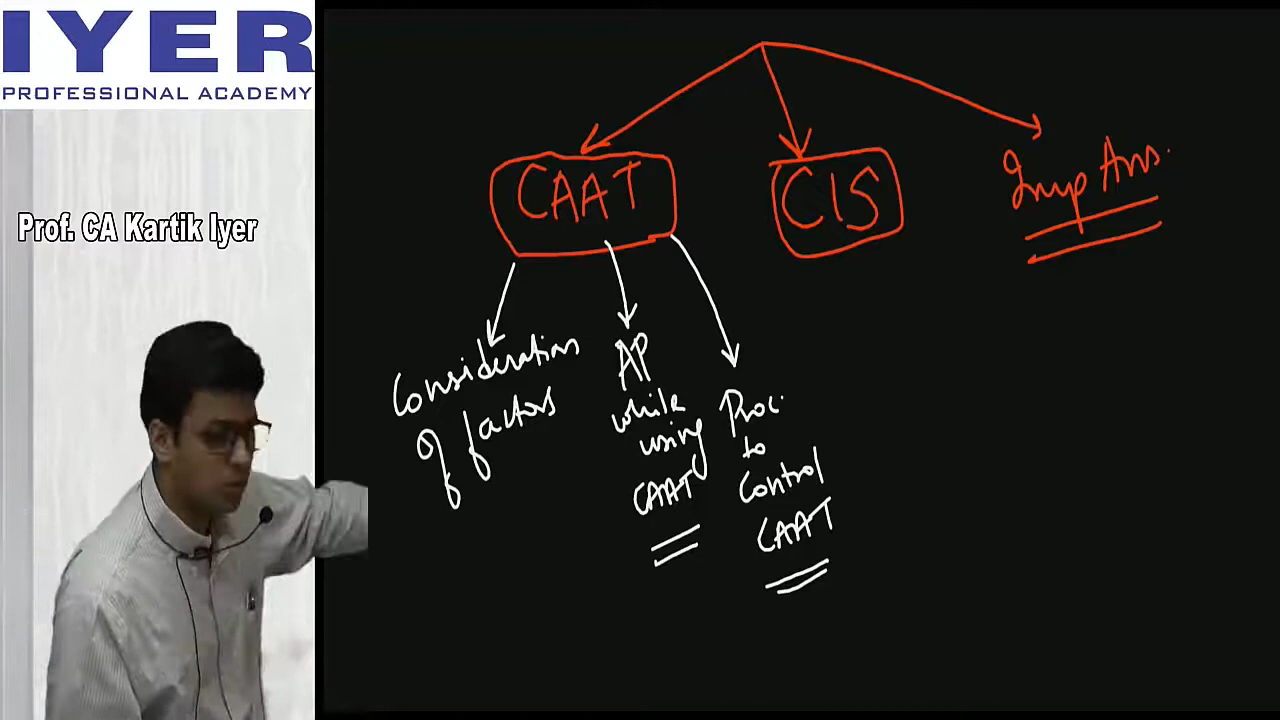 IYER
PROFESSIONAL ACADEMY
Prof. CA Kartik Iyer
CAAT
CIS
Imp Ans.
Consideration
of factors
AP
while
using
CAAT
Proc.
to
Control
CAAT